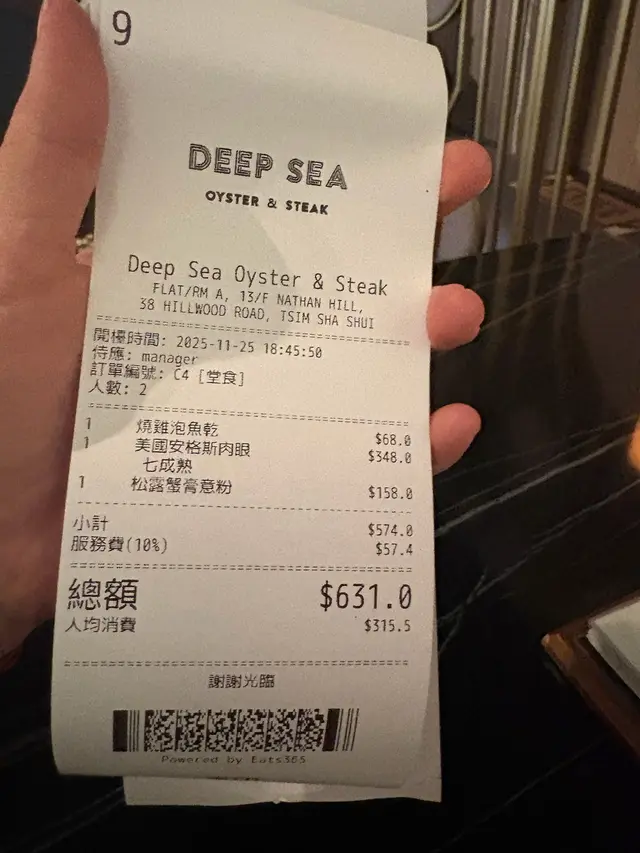 9
DEEP SEA
OYSTER & STEAK
Deep Sea Oyster & Steak
FLAT/RM A, 13/F NATHAN HILL,
38 HILLWOOD ROAD, TSIM SHA SHUI
開檯時間: 2025-11-25 18:45:50
侍應: manager
訂單編號: C4 [堂食]
人數: 2
1 燒雞泡魚乾 $68.0
1 美國安格斯肉眼 $348.0
七成熟
1 松露蟹膏意粉 $158.0
小計 $574.0
服務費(10%) $57.4
總額 $631.0
人均消費 $315.5
謝謝光臨
Powered by Eats365